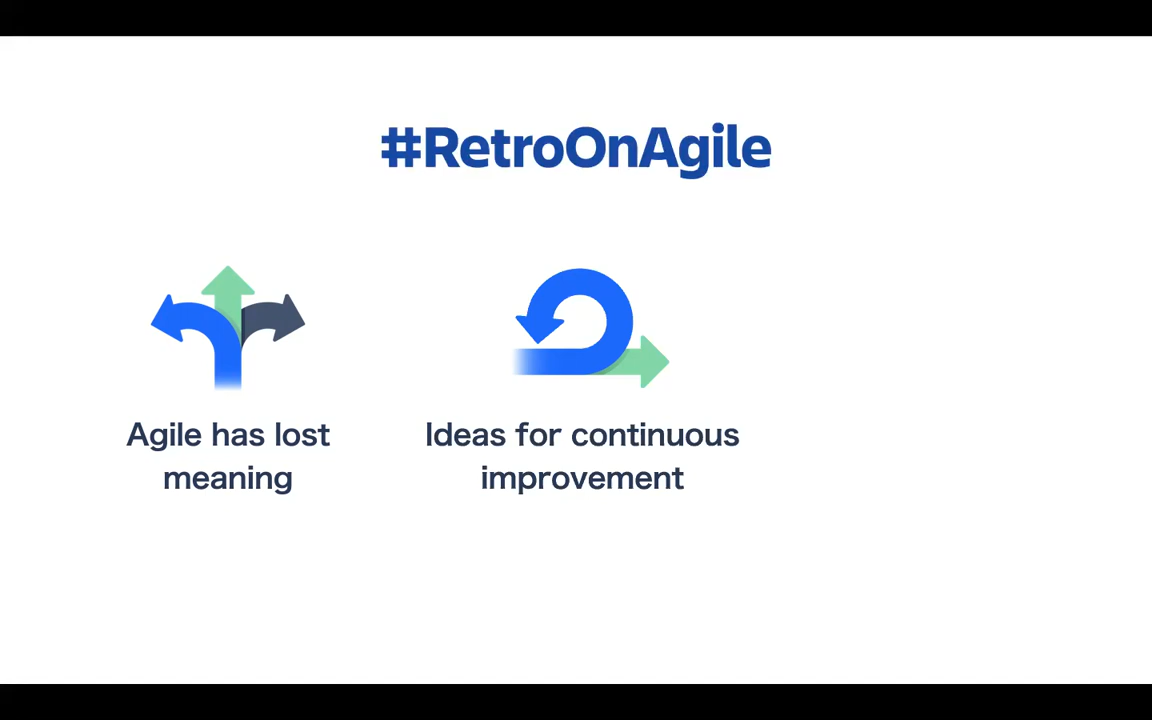 #RetroOnAgile
Agile has lost
meaning
Ideas for continuous
improvement